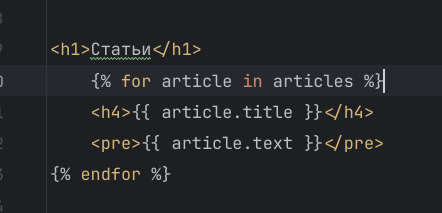 <h1>Статьи</h1>
{% for article in articles %}
<h4>{{ article.title }}</h4>
<pre>{{ article.text }}</pre>
{% endfor %}